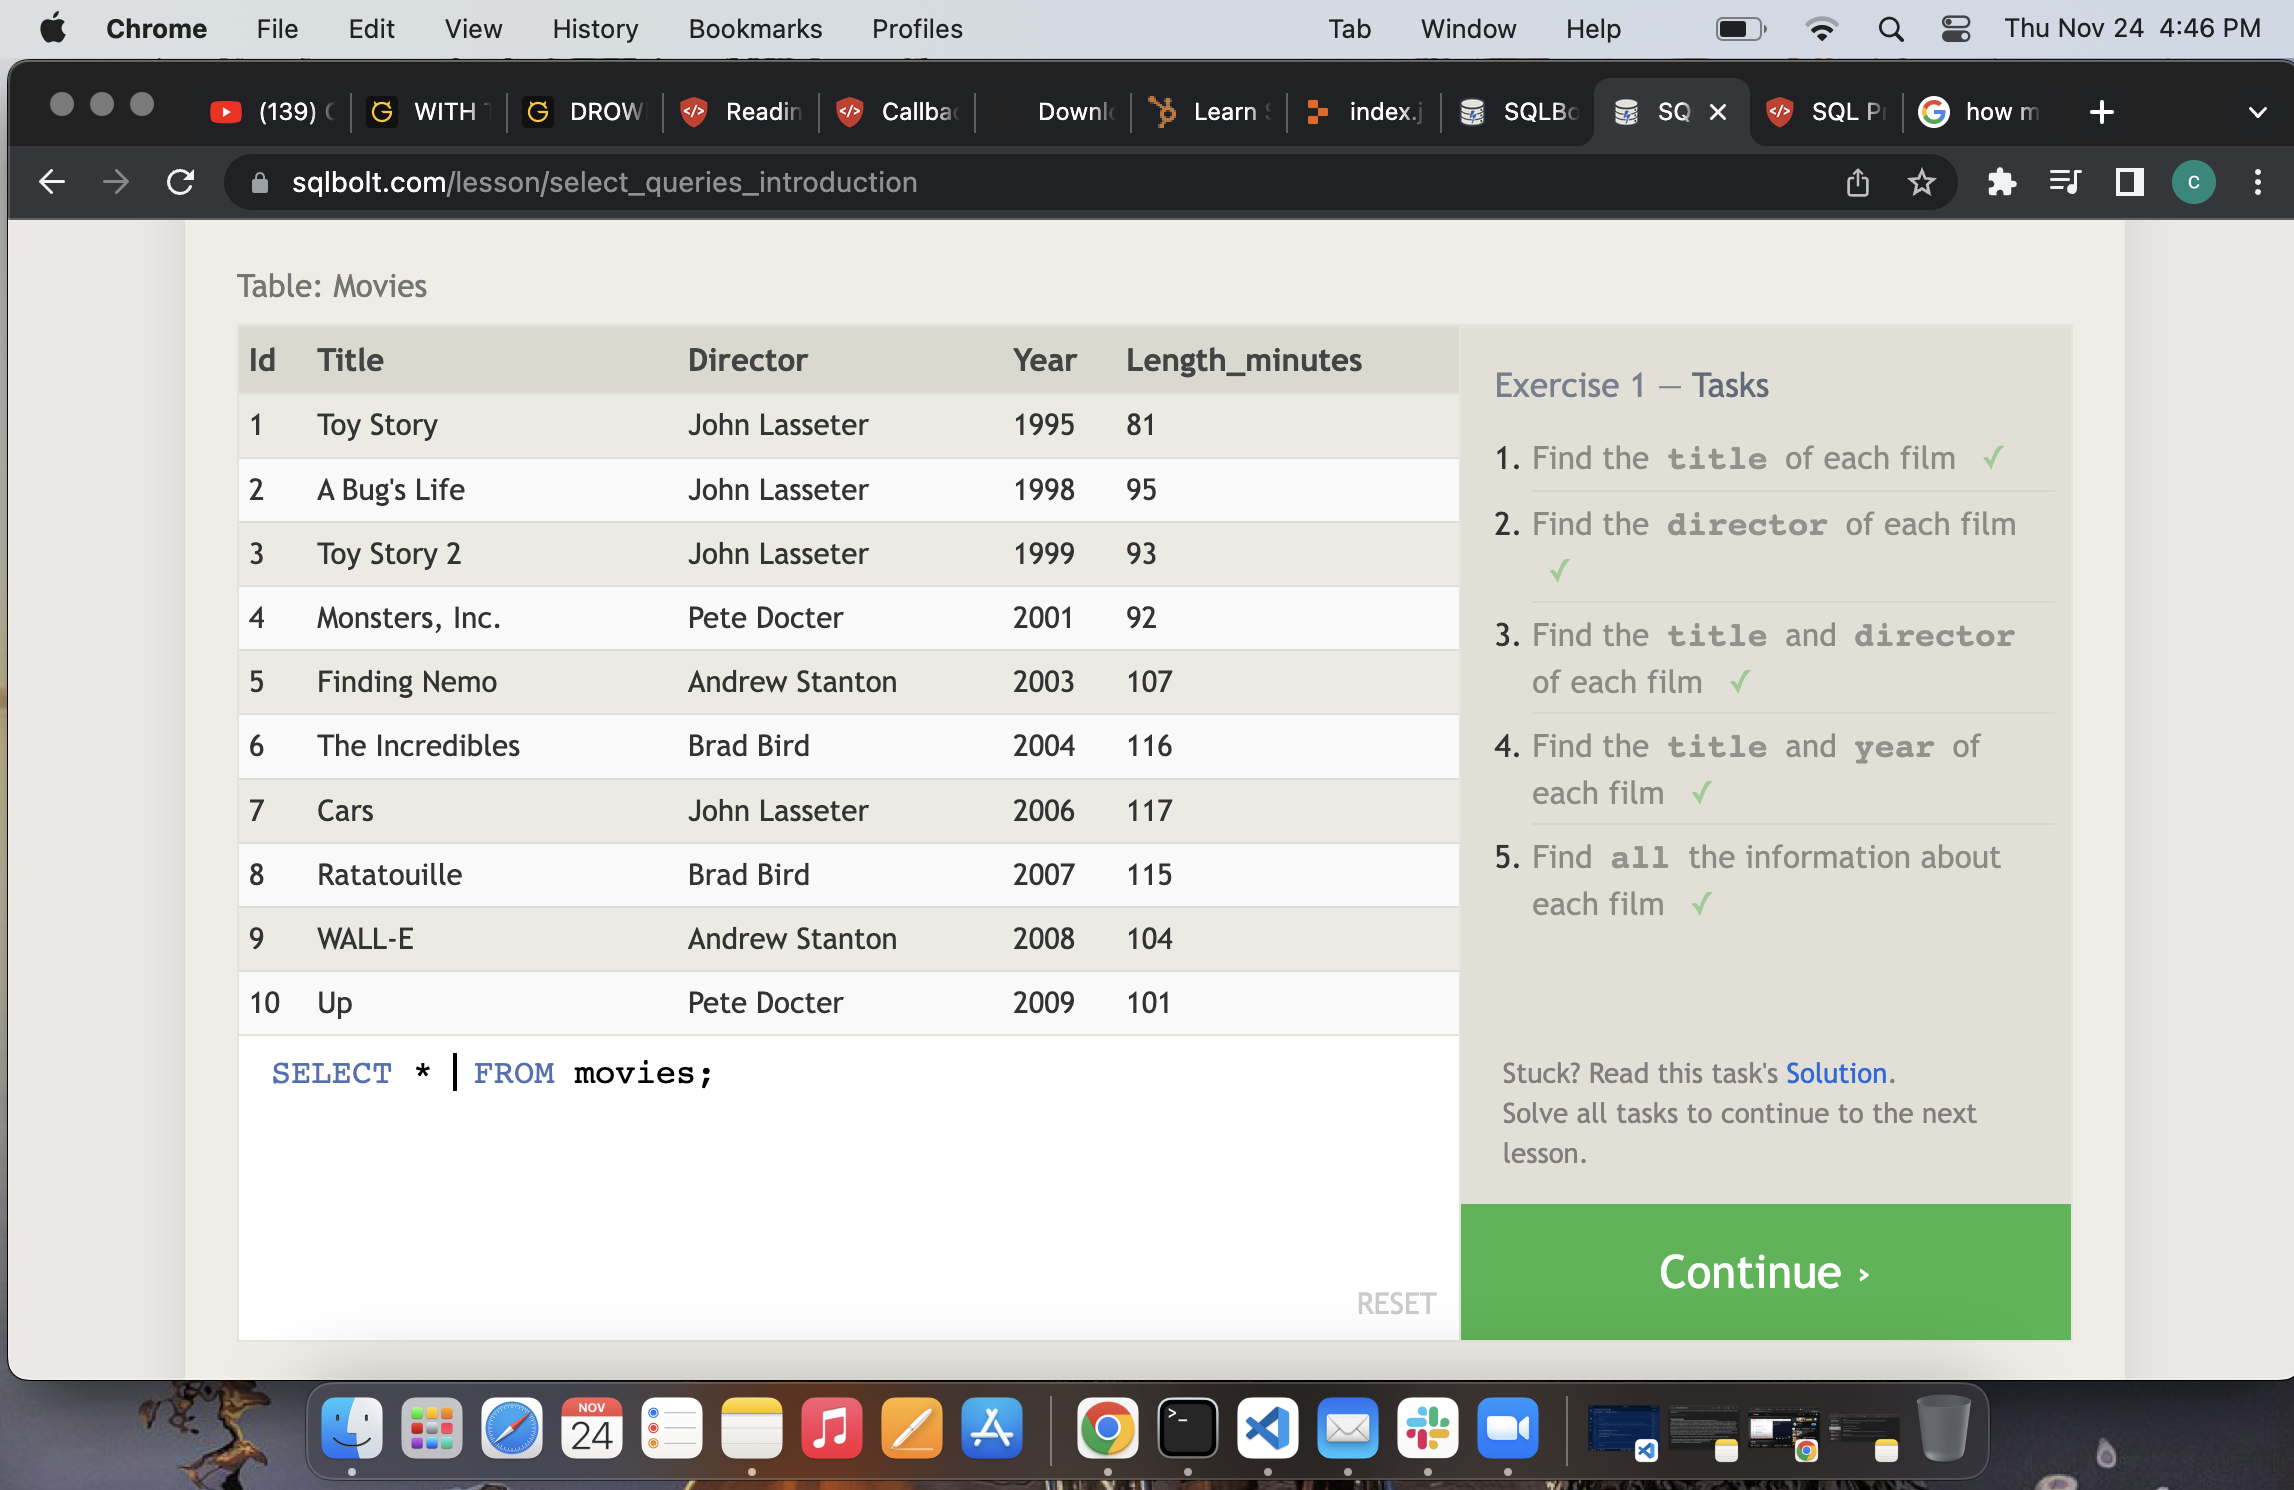 Chrome File Edit View History Bookmarks Profiles Tab Window Help Thu Nov 24 4:46 PM
(139) WITH DROW Readin Callba Downl Learn index.j SQLBo SQ SQL P how m
sqlbolt.com/lesson/select_queries_introduction C
Table: Movies
Id Title Director Year Length_minutes
1 Toy Story John Lasseter 1995 81
2 A Bug's Life John Lasseter 1998 95
3 Toy Story 2 John Lasseter 1999 93
4 Monsters, Inc. Pete Docter 2001 92
5 Finding Nemo Andrew Stanton 2003 107
6 The Incredibles Brad Bird 2004 116
7 Cars John Lasseter 2006 117
8 Ratatouille Brad Bird 2007 115
9 WALL-E Andrew Stanton 2008 104
10 Up Pete Docter 2009 101
SELECT * FROM movies;
RESET
Exercise 1 — Tasks
1. Find the title of each film ✓
2. Find the director of each film
✓
3. Find the title and director
of each film ✓
4. Find the title and year of
each film ✓
5. Find all the information about
each film ✓
Stuck? Read this task's Solution.
Solve all tasks to continue to the next
lesson.
Continue ›
NOV
24